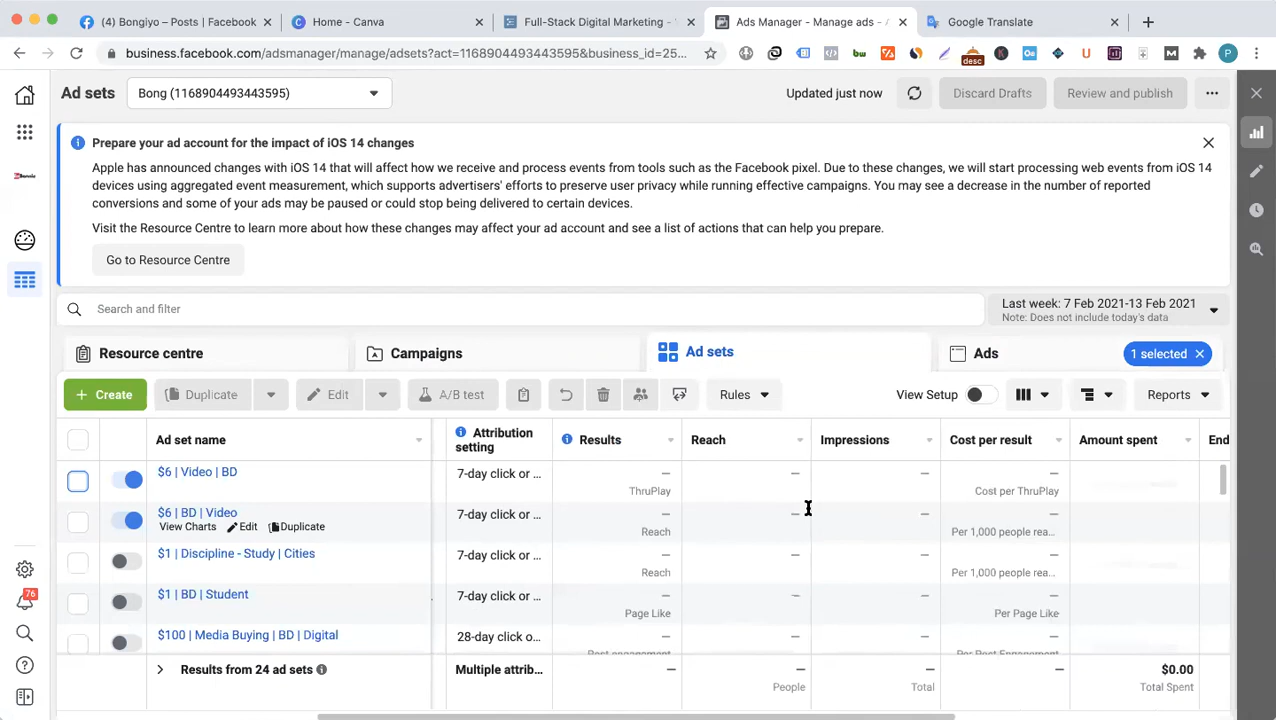 (4) Bongiyo – Posts | Facebook
Home - Canva
Full-Stack Digital Marketing -
Ads Manager - Manage ads -
Google Translate
business.facebook.com/adsmanager/manage/adsets?act=1168904493443595&business_id=25...
desc
bw
Oe
U
M
P
Ad sets
Bong (1168904493443595)
Updated just now
Discard Drafts
Review and publish
Prepare your ad account for the impact of iOS 14 changes
Apple has announced changes with iOS 14 that will affect how we receive and process events from tools such as the Facebook pixel. Due to these changes, we will start processing web events from iOS 14
devices using aggregated event measurement, which supports advertisers' efforts to preserve user privacy while running effective campaigns. You may see a decrease in the number of reported
conversions and some of your ads may be paused or could stop being delivered to certain devices.
Visit the Resource Centre to learn more about how these changes may affect your ad account and see a list of actions that can help you prepare.
Go to Resource Centre
Search and filter
Last week: 7 Feb 2021-13 Feb 2021
Note: Does not include today's data
Resource centre
Campaigns
Ad sets
Ads
1 selected
+ Create
Duplicate
Edit
A/B test
Rules
View Setup
Reports
Ad set name
Attribution setting
Results
Reach
Impressions
Cost per result
Amount spent
End
$6 | Video | BD
7-day click or ...
—
—
—
—
ThruPlay
Cost per ThruPlay
$6 | BD | Video
7-day click or ...
—
—
—
—
View Charts
Edit
Duplicate
Reach
Per 1,000 people rea...
$1 | Discipline - Study | Cities
7-day click or ...
—
—
—
—
Reach
Per 1,000 people rea...
$1 | BD | Student
7-day click or ...
—
—
—
—
Page Like
Per Page Like
$100 | Media Buying | BD | Digital
28-day click o...
—
—
—
—
Post engagement
Per Post Engagement
Results from 24 ad sets
Multiple attrib...
—
—
—
—
$0.00
People
Total
Total Spent
76